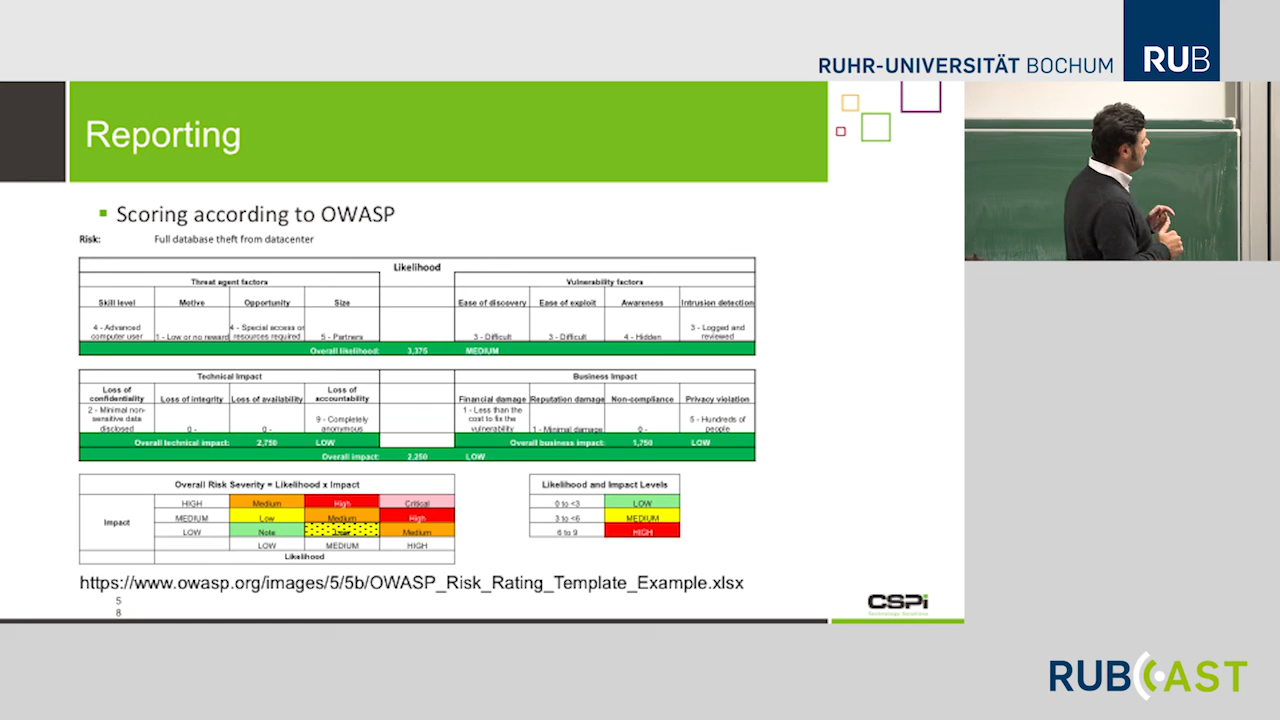 RUHR-UNIVERSITÄT BOCHUM RUB
Reporting
Scoring according to OWASP
Risk: Full database theft from datacenter
Likelihood
Threat agent factors Vulnerability factors
Skill level Motive Opportunity Size Ease of discovery Ease of exploit Awareness Intrusion detection
4 - Advanced computer user 1 - Low or no reward 4 - Special access or resources required 5 - Partners 3 - Difficult 3 - Difficult 4 - Hidden 3 - Logged and reviewed
Overall likelihood: 3,375 MEDIUM
Technical Impact Business Impact
Loss of confidentiality Loss of integrity Loss of availability Loss of accountability Financial damage Reputation damage Non-compliance Privacy violation
2 - Minimal non-sensitive data disclosed 0 - 0 - 9 - Completely anonymous 1 - Less than the cost to fix the vulnerability 1 - Minimal damage 0 - 5 - Hundreds of people
Overall technical impact: 2,750 LOW Overall business impact: 1,750 LOW
Overall impact: 2,250 LOW
Overall Risk Severity = Likelihood x Impact Likelihood and Impact Levels
HIGH Medium High Critical 0 to <3 LOW
Impact MEDIUM Low Medium High 3 to <6 MEDIUM
LOW Note Medium 6 to 9 HIGH
LOW MEDIUM HIGH
Likelihood
https://www.owasp.org/images/5/5b/OWASP_Risk_Rating_Template_Example.xlsx
5
8
CSPi
Technology Solutions
RUBCAST